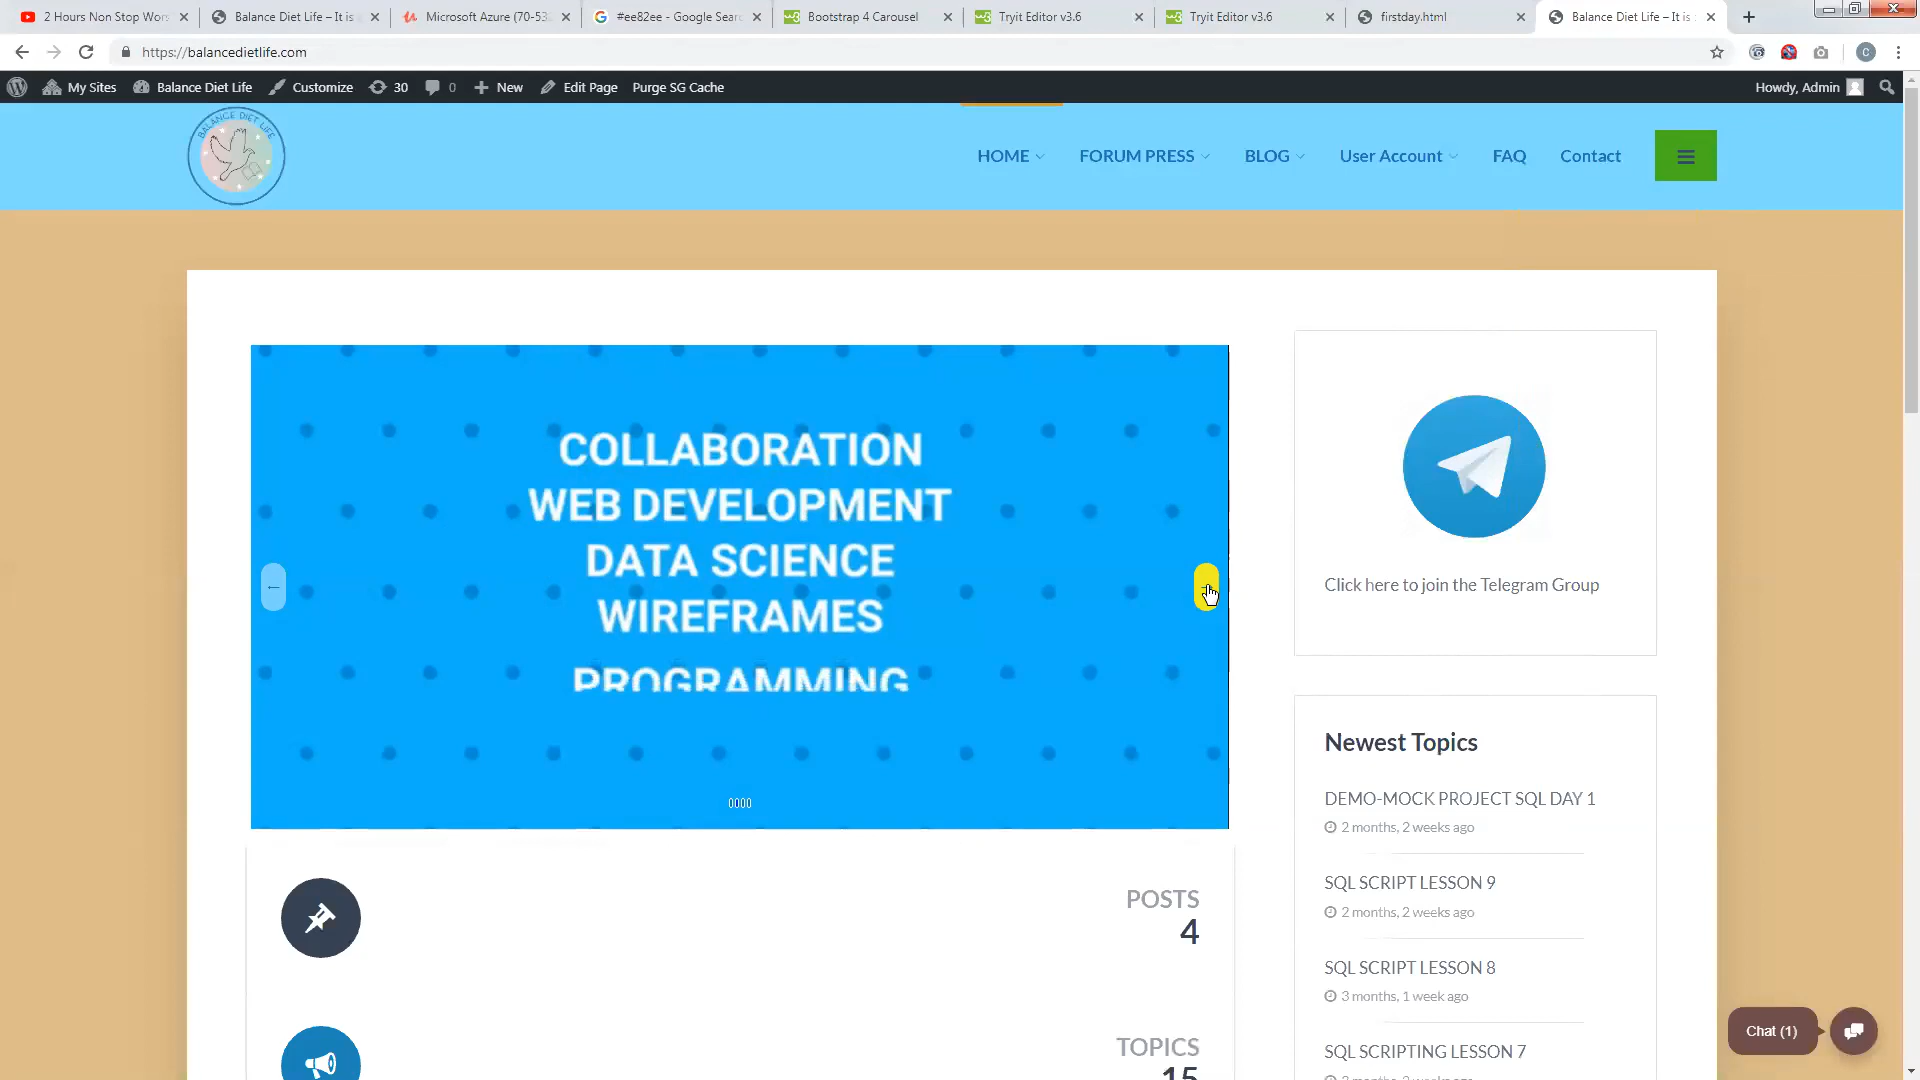 2 Hours Non Stop Wors
Balance Diet Life – It is
Microsoft Azure (70-53
#ee82ee - Google Sear
Bootstrap 4 Carousel
Tryit Editor v3.6
Tryit Editor v3.6
firstday.html
Balance Diet Life – It is
https://balancedietlife.com
C
My Sites
Balance Diet Life
Customize
30
0
New
Edit Page
Purge SG Cache
Howdy, Admin
BALANCE DIET LIFE
HOME
FORUM PRESS
BLOG
User Account
FAQ
Contact
COLLABORATION
WEB DEVELOPMENT
DATA SCIENCE
WIREFRAMES
PROGRAMMING
Click here to join the Telegram Group
Newest Topics
DEMO-MOCK PROJECT SQL DAY 1
2 months, 2 weeks ago
SQL SCRIPT LESSON 9
2 months, 2 weeks ago
SQL SCRIPT LESSON 8
3 months, 1 week ago
SQL SCRIPTING LESSON 7
POSTS
4
TOPICS
15
Chat (1)